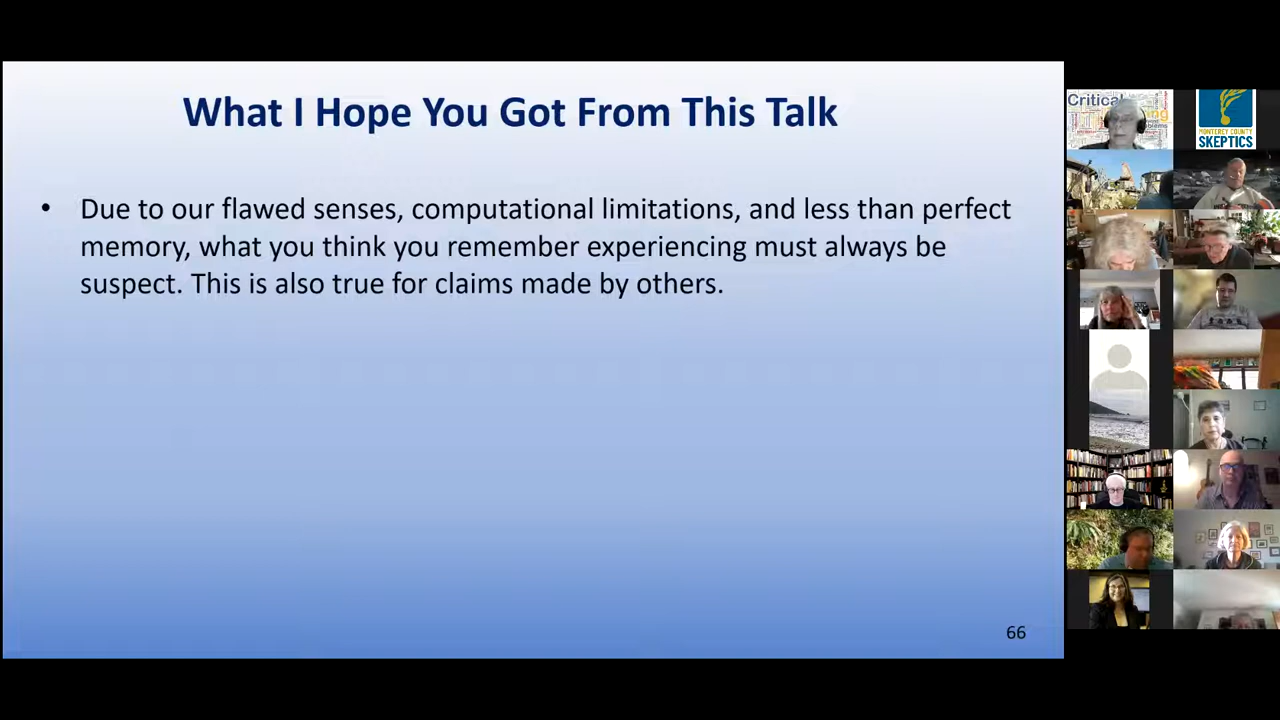 What I Hope You Got From This Talk
• Due to our flawed senses, computational limitations, and less than perfect
memory, what you think you remember experiencing must always be
suspect. This is also true for claims made by others.
66
Critical
MONTEREY COUNTY
SKEPTICS